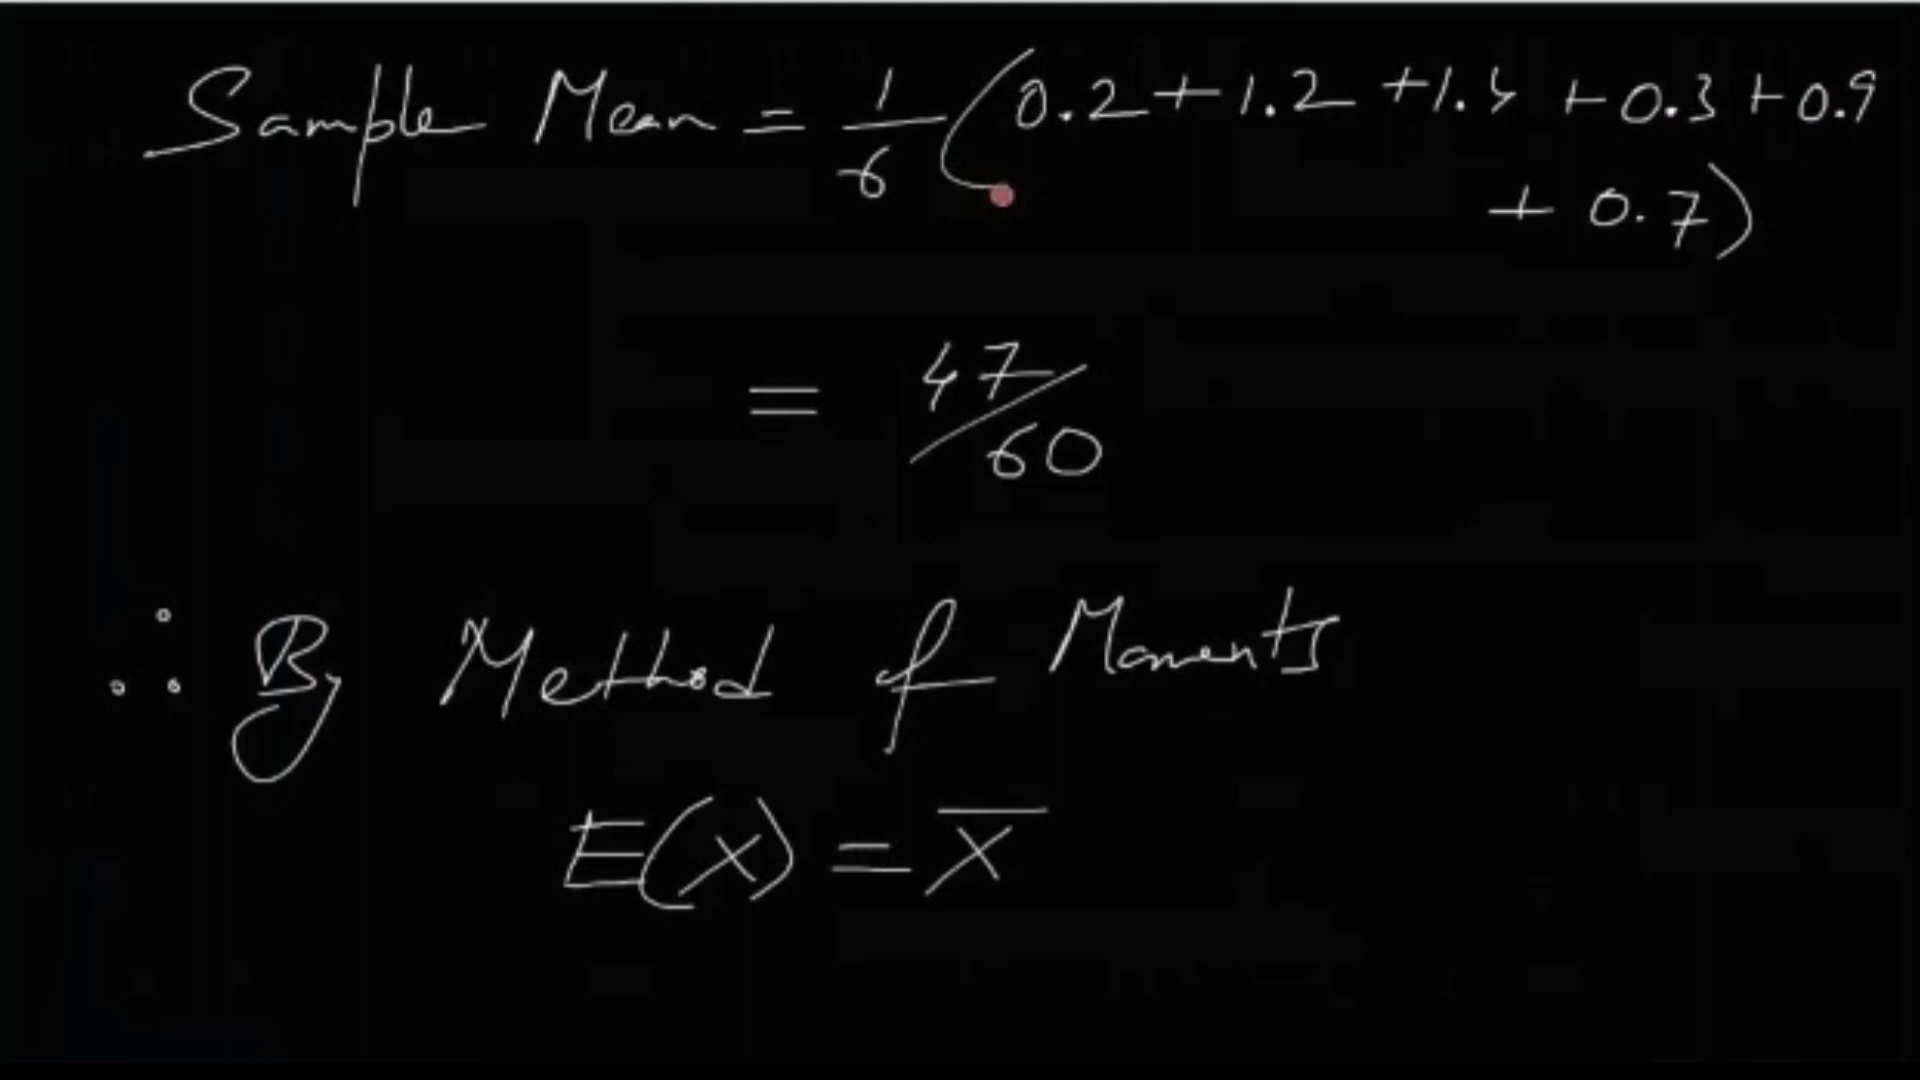 Sample Mean = 1/6 (0.2 + 1.2 + 1.4 + 0.3 + 0.9
+ 0.7)
= 47/60
∴ By Method of Moments
E(X) = X̅